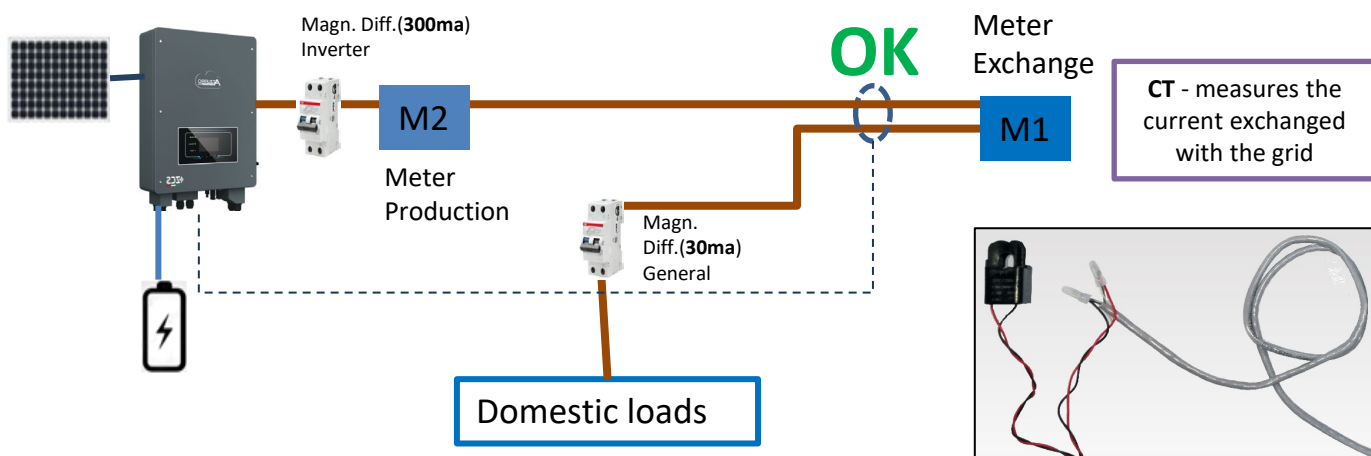 Magn. Diff.(300ma)
Inverter
OK
Meter
Exchange
CT - measures the
current exchanged
with the grid
M2
M1
Meter
Production
Magn.
Diff.(30ma)
General
Domestic loads